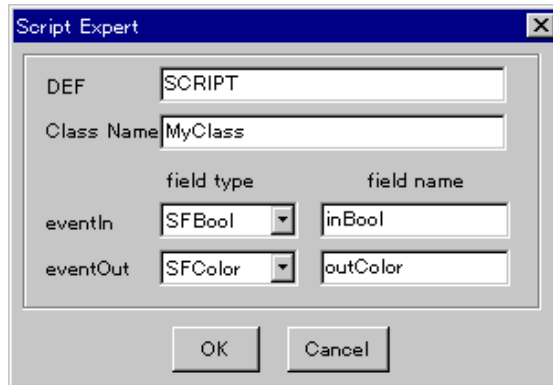 Script Expert
DEF SCRIPT
Class Name MyClass
field type field name
eventIn SFBool inBool
eventOut SFColor outColor
OK Cancel